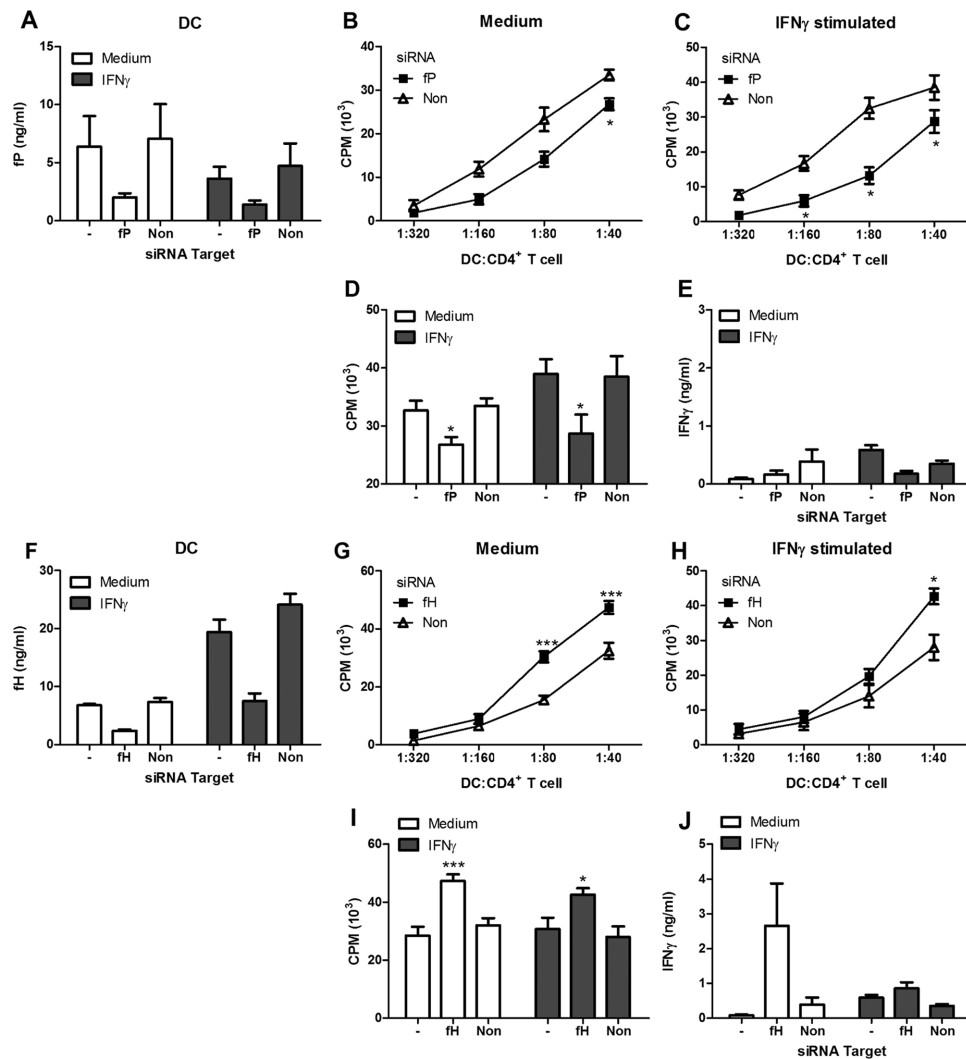 A
DC
15
10
5
0
fP (ng/ml)
Medium
IFNγ
- fP Non - fP Non
siRNA Target
B
Medium
40
30
20
10
0
CPM (10³)
siRNA
fP
Non
*
1:320 1:160 1:80 1:40
DC:CD4⁺ T cell
C
IFNγ stimulated
50
40
30
20
10
0
CPM (10³)
siRNA
fP
Non
* * *
1:320 1:160 1:80 1:40
DC:CD4⁺ T cell
D
50
40
30
20
CPM (10³)
Medium
IFNγ
* *
- fP Non - fP Non
E
3
2
1
0
IFNγ (ng/ml)
Medium
IFNγ
- fP Non - fP Non
siRNA Target
F
DC
30
20
10
0
fH (ng/ml)
Medium
IFNγ
- fH Non - fH Non
siRNA Target
G
Medium
60
40
20
0
CPM (10³)
siRNA
fH
Non
*** ***
1:320 1:160 1:80 1:40
DC:CD4⁺ T cell
H
IFNγ stimulated
50
40
30
20
10
0
CPM (10³)
siRNA
fH
Non
*
1:320 1:160 1:80 1:40
DC:CD4⁺ T cell
I
60
40
20
0
CPM (10³)
Medium
IFNγ
*** *
- fH Non - fH Non
J
5
4
3
2
1
0
IFNγ (ng/ml)
Medium
IFNγ
- fH Non - fH Non
siRNA Target